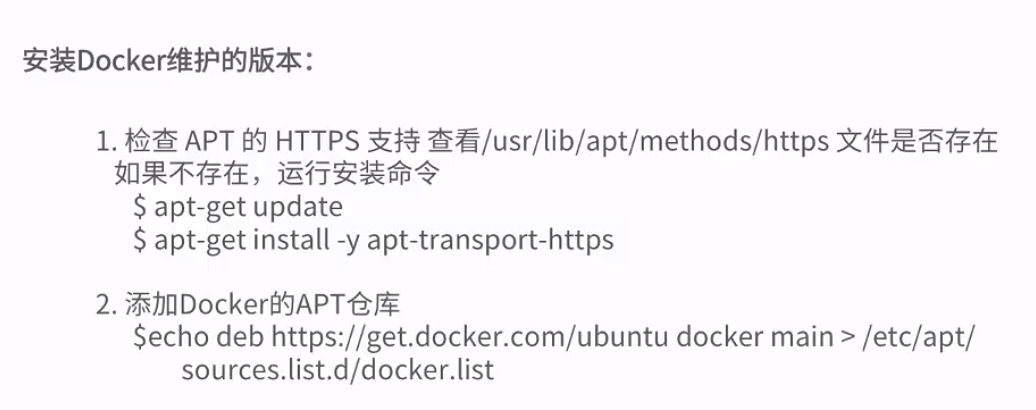 安装Docker维护的版本：
1. 检查 APT 的 HTTPS 支持 查看/usr/lib/apt/methods/https 文件是否存在
如果不存在，运行安装命令
$ apt-get update
$ apt-get install -y apt-transport-https
2. 添加Docker的APT仓库
$echo deb https://get.docker.com/ubuntu docker main > /etc/apt/
sources.list.d/docker.list